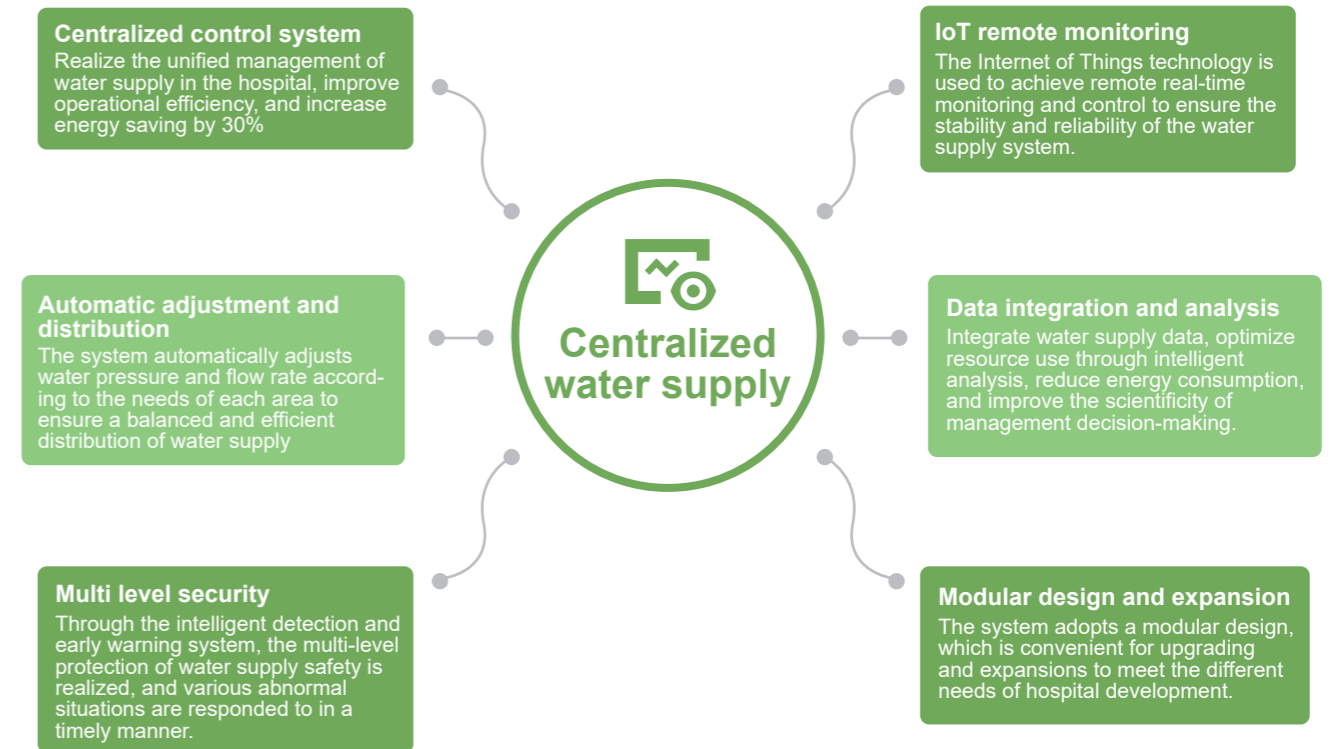 Centralized control system
Realize the unified management of
water supply in the hospital, improve
operational efficiency, and increase
energy saving by 30%
IoT remote monitoring
The Internet of Things technology is
used to achieve remote real-time
monitoring and control to ensure the
stability and reliability of the water
supply system.
Automatic adjustment and
distribution
The system automatically adjusts
water pressure and flow rate accord-
ing to the needs of each area to
ensure a balanced and efficient
distribution of water supply
Centralized
water supply
Data integration and analysis
Integrate water supply data, optimize
resource use through intelligent
analysis, reduce energy consumption,
and improve the scientificity of
management decision-making.
Multi level security
Through the intelligent detection and
early warning system, the multi-level
protection of water supply safety is
realized, and various abnormal
situations are responded to in a
timely manner.
Modular design and expansion
The system adopts a modular design,
which is convenient for upgrading
and expansions to meet the different
needs of hospital development.